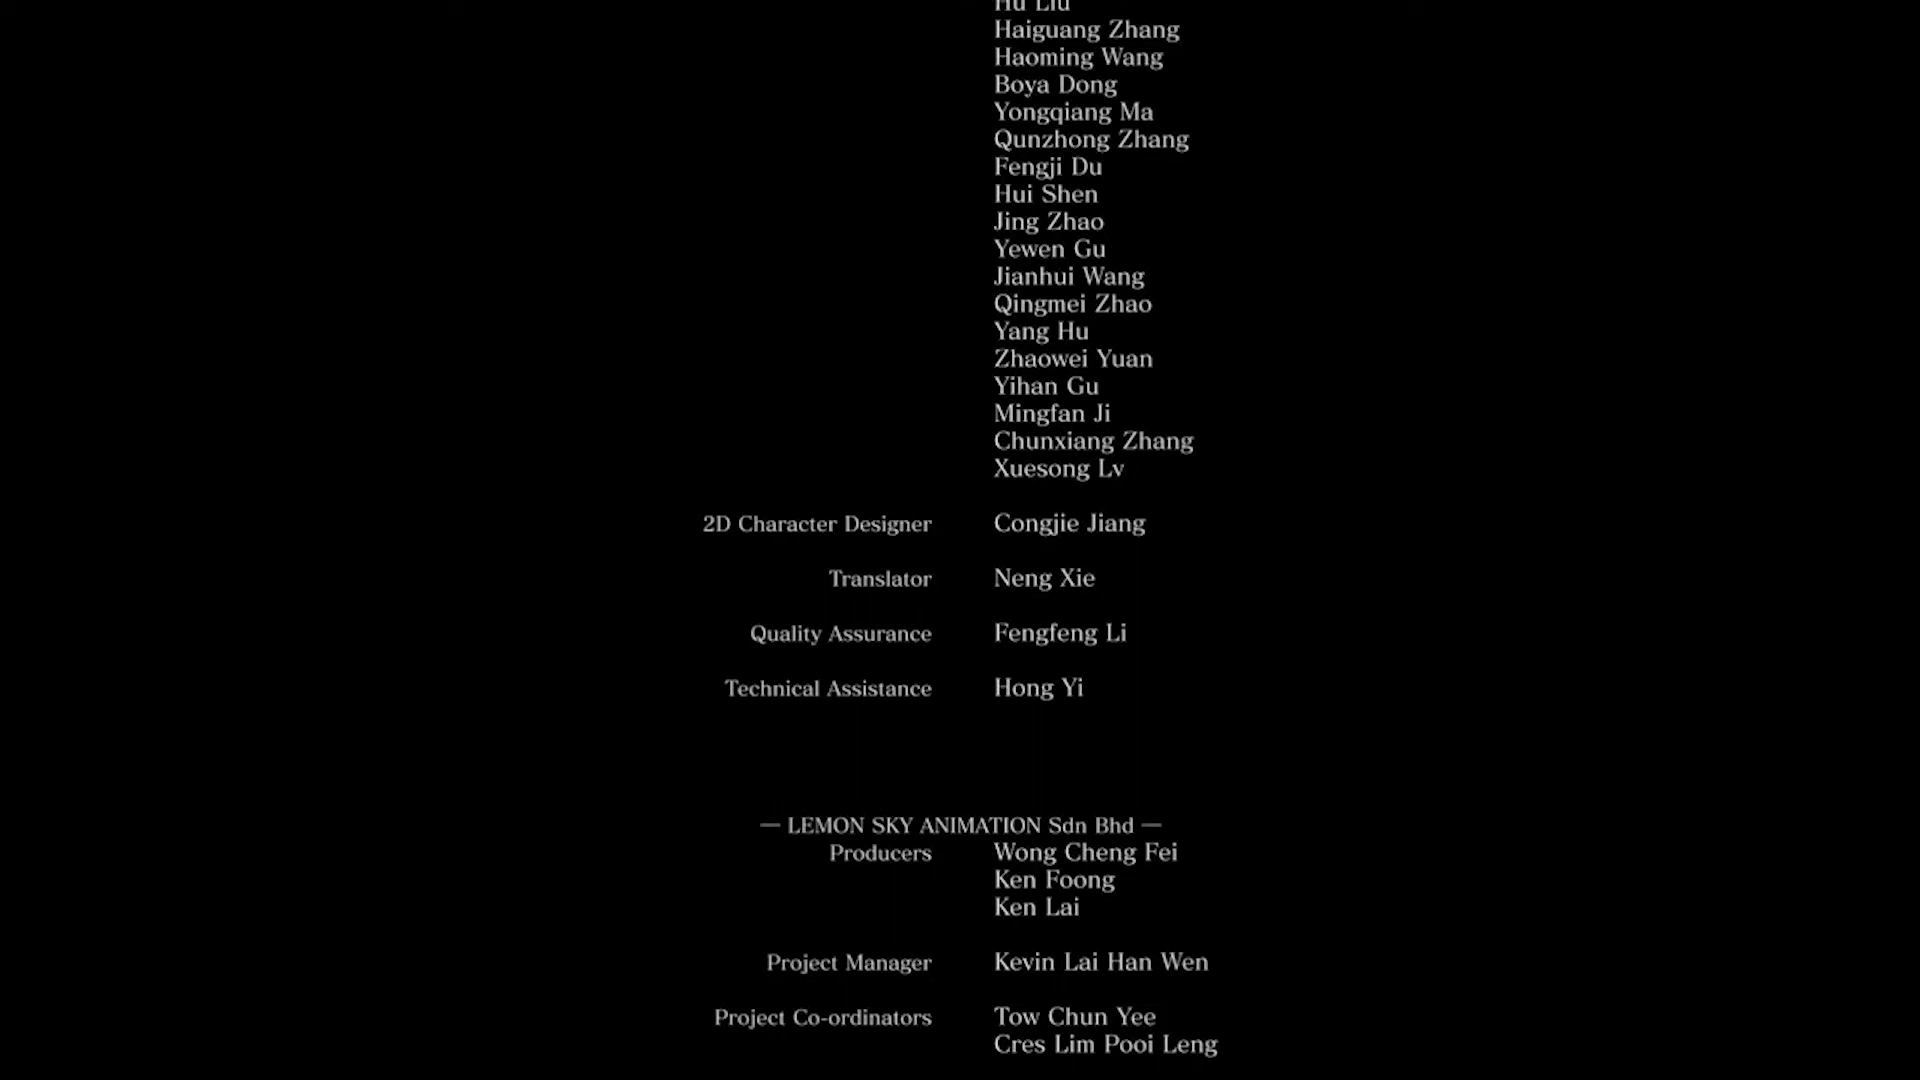 Hu Liu
Haiguang Zhang
Haoming Wang
Boya Dong
Yongqiang Ma
Qunzhong Zhang
Fengji Du
Hui Shen
Jing Zhao
Yewen Gu
Jianhui Wang
Qingmei Zhao
Yang Hu
Zhaowei Yuan
Yihan Gu
Mingfan Ji
Chunxiang Zhang
Xuesong Lv
2D Character Designer Congjie Jiang
Translator Neng Xie
Quality Assurance Fengfeng Li
Technical Assistance Hong Yi
— LEMON SKY ANIMATION Sdn Bhd —
Producers Wong Cheng Fei
Ken Foong
Ken Lai
Project Manager Kevin Lai Han Wen
Project Co-ordinators Tow Chun Yee
Cres Lim Pooi Leng